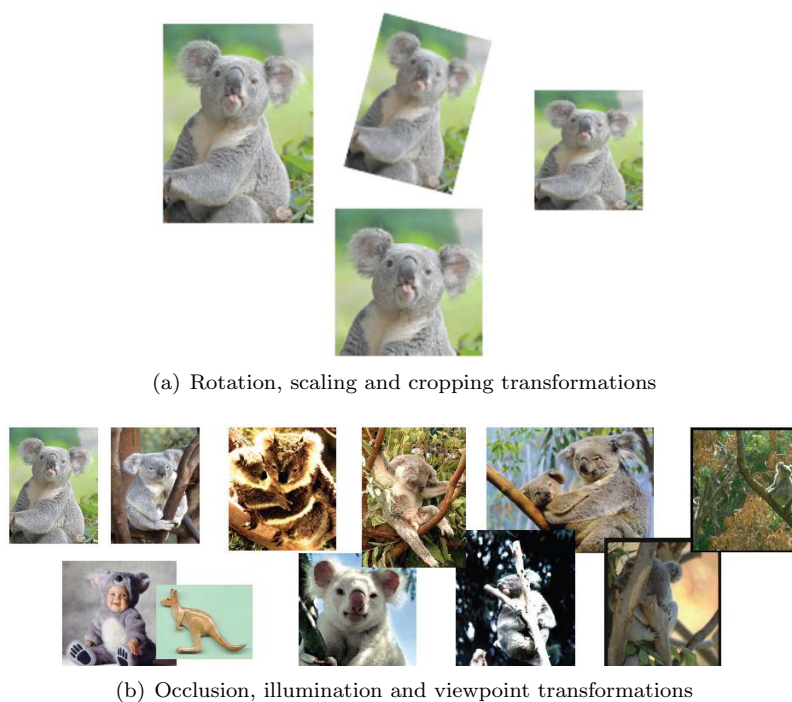 (a) Rotation, scaling and cropping transformations
(b) Occlusion, illumination and viewpoint transformations